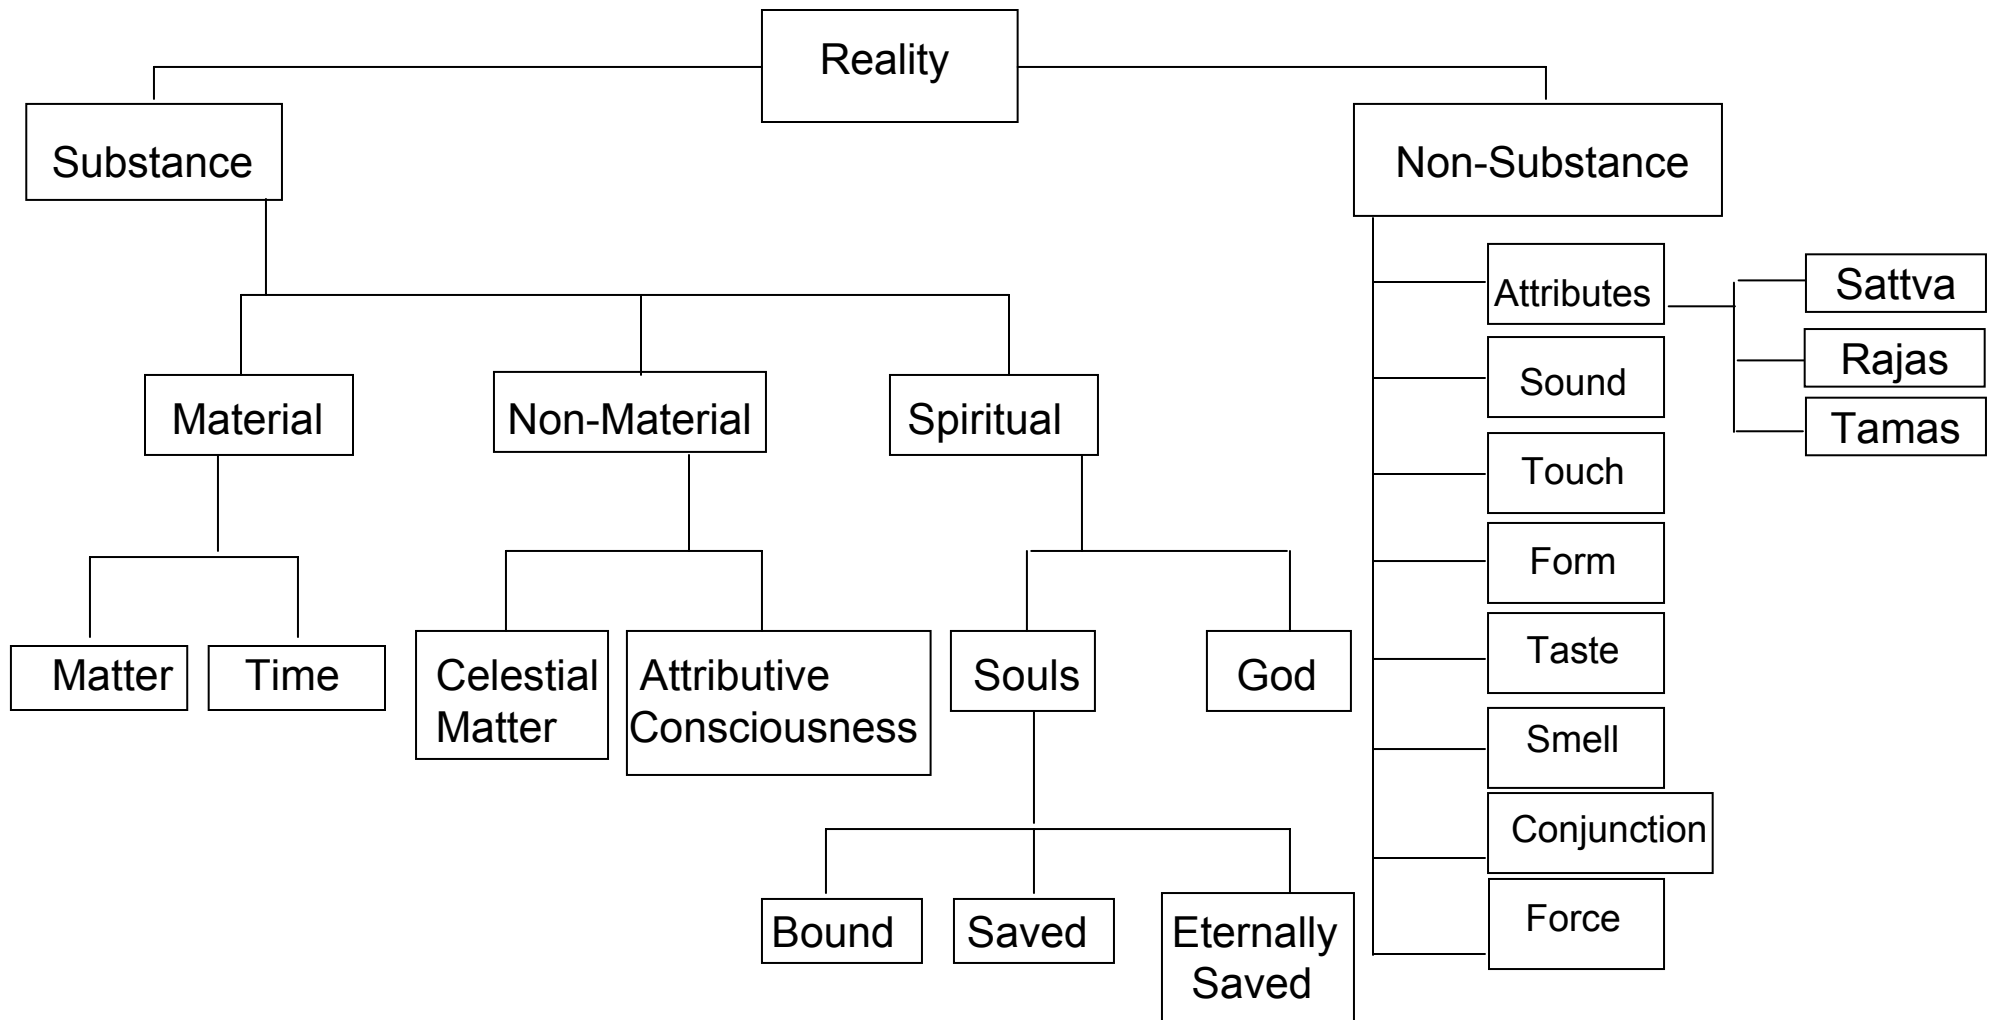 Reality
Substance
Non-Substance
Attributes
Sattva
Rajas
Tamas
Sound
Touch
Form
Taste
Smell
Conjunction
Force
Material
Non-Material
Spiritual
Matter
Time
Celestial
Matter
Attributive
Consciousness
Souls
God
Bound
Saved
Eternally
Saved